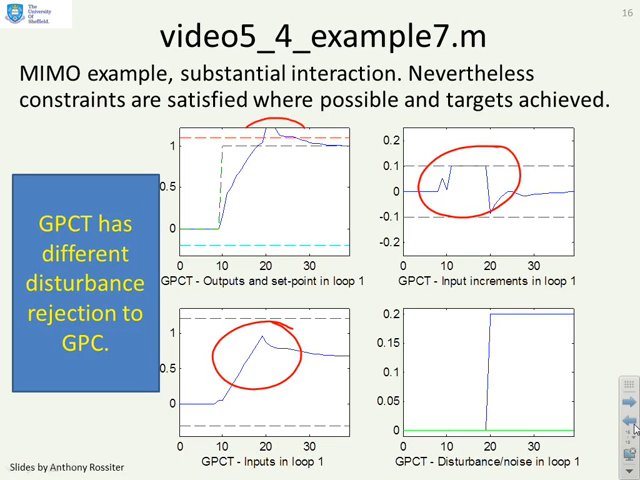 The
University
Of
Sheffield.
16
video5_4_example7.m
MIMO example, substantial interaction. Nevertheless
constraints are satisfied where possible and targets achieved.
GPCT has
different
disturbance
rejection to
GPC.
1
0.5
0
0 10 20 30
GPCT - Outputs and set-point in loop 1
0.2
0.1
0
-0.1
-0.2
0 10 20 30
GPCT - Input increments in loop 1
1
0.5
0
0 10 20 30
GPCT - Inputs in loop 1
0.2
0.15
0.1
0.05
0
0 10 20 30
GPCT - Disturbance/noise in loop 1
Slides by Anthony Rossiter